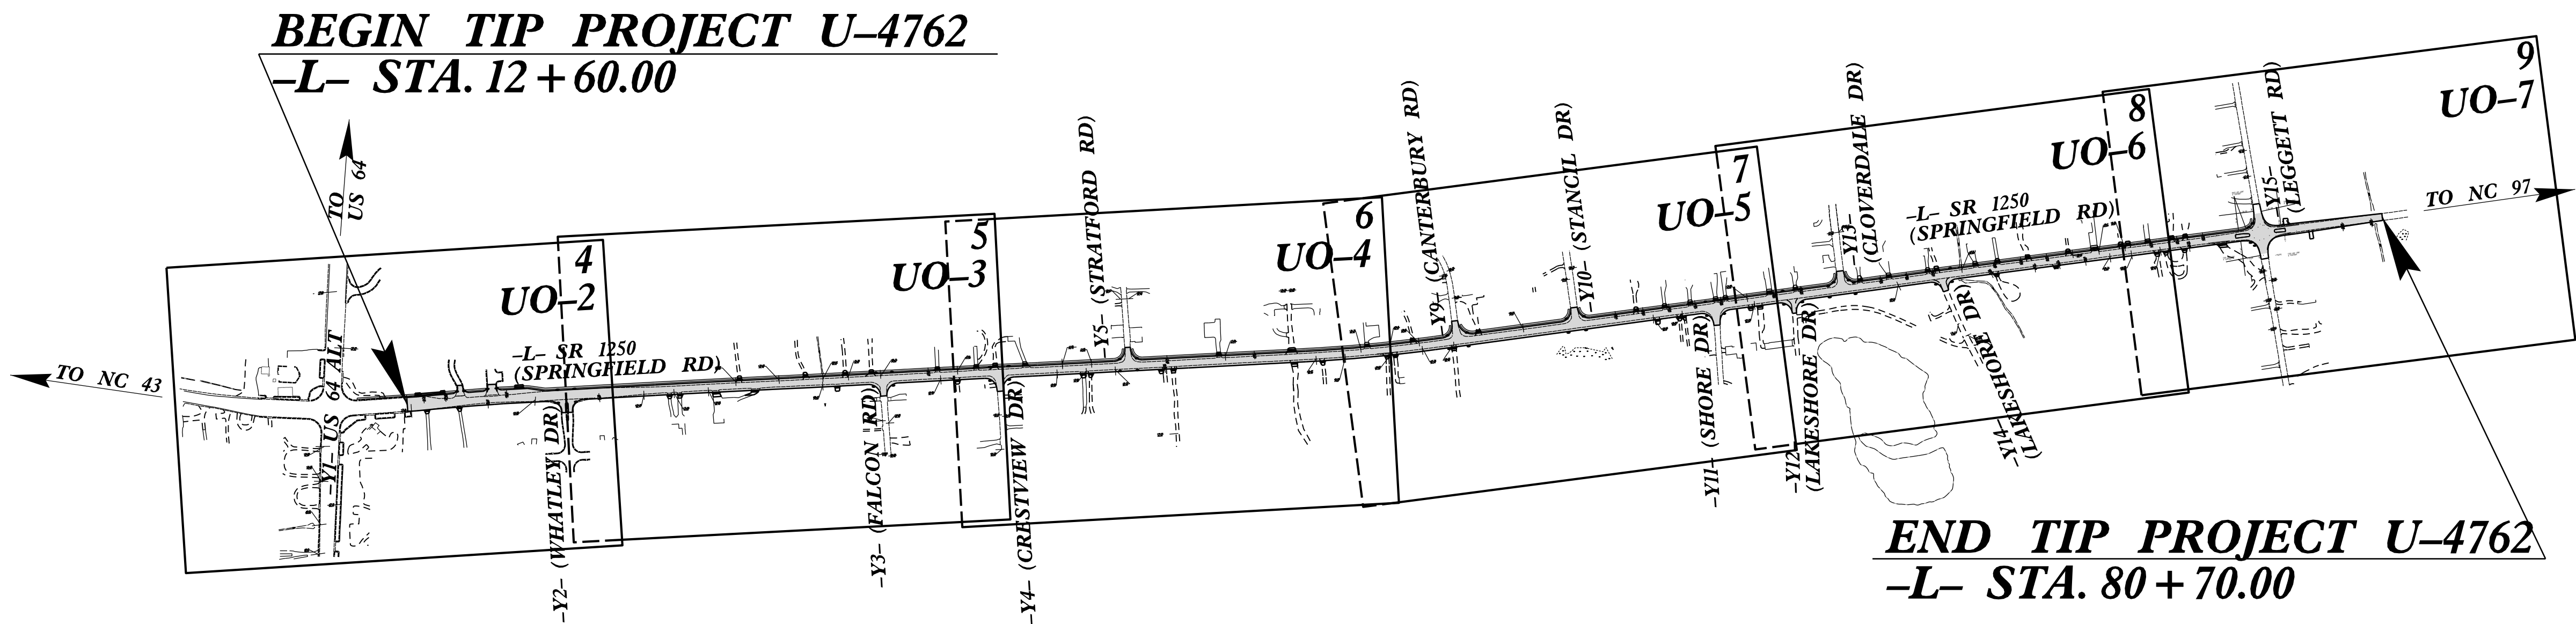 BEGIN TIP PROJECT U–4762
–L– STA. 12+60.00
TO
US 64
TO NC 43
–Y1– US 64 ALT
4
UO–2
–L– SR 1250
(SPRINGFIELD RD)
–Y2– (WHATLEY DR)
5
UO–3
–Y3– (FALCON RD)
–Y4– (CRESTVIEW DR)
–Y5– (STRATFORD RD)
6
UO–4
–Y9– (CANTERBURY RD)
–Y10– (STANCIL DR)
7
UO–5
–Y11– (SHORE DR)
–Y12–
(LAKESHORE DR)
–Y13–
(CLOVERDALE DR)
–L– SR 1250
(SPRINGFIELD RD)
8
UO–6
–Y14–
(LAKESHORE DR)
–Y15–
(LEGGETT RD)
9
UO–7
TO NC 97
END TIP PROJECT U–4762
–L– STA. 80+70.00